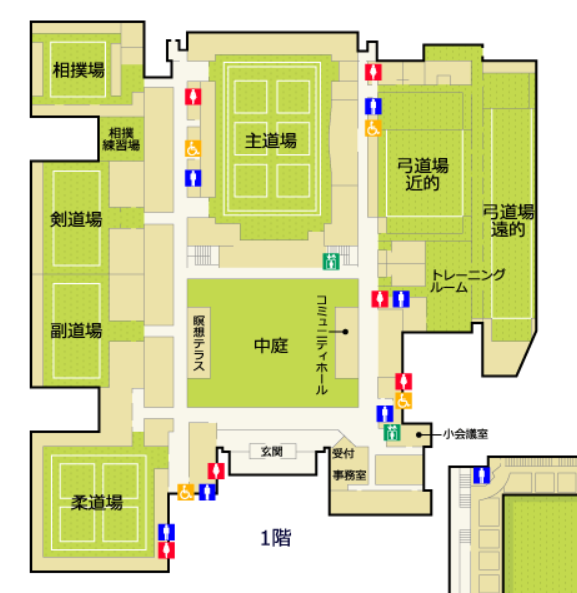 相撲場
相撲
練習場
主道場
弓道場
近的
弓道場
遠的
剣道場
トレーニング
ルーム
副道場
瞑想テラス
中庭
コミュニティホール
小会議室
玄関
受付
事務室
柔道場
1階